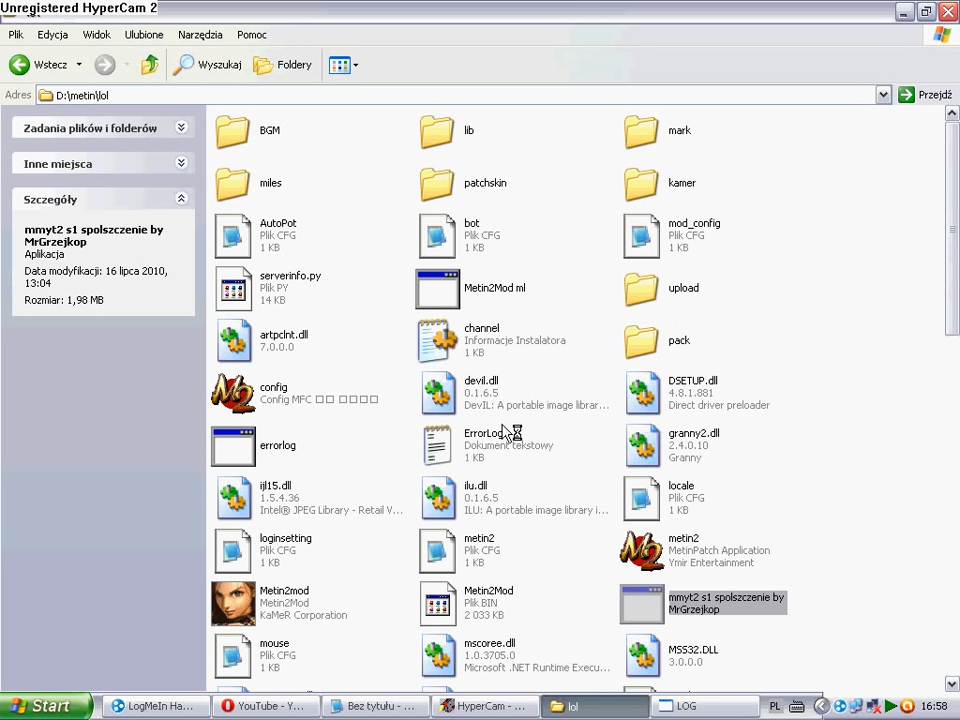 Unregistered HyperCam 2
Plik Edycja Widok Ulubione Narzędzia Pomoc
Wstecz Wyszukaj Foldery
Adres D:\metin\lol Przejdź
Zadania plików i folderów
Inne miejsca
Szczegóły
mmyt2 s1 spolszczenie by
MrGrzejkop
Aplikacja
Data modyfikacji: 16 lipca 2010,
13:04
Rozmiar: 1,98 MB
BGM
lib
mark
miles
patchskin
kamer
AutoPot
Plik CFG
1 KB
bot
Plik CFG
1 KB
mod_config
Plik CFG
1 KB
serverinfo.py
Plik PY
14 KB
Metin2Mod ml
upload
artpclnt.dll
7.0.0.0
channel
Informacje Instalatora
1 KB
pack
config
Config MFC □□ □□□□
devil.dll
0.1.6.5
DevIL: A portable image librar...
DSETUP.dll
4.8.1.881
Direct driver preloader
errorlog
ErrorLog
Dokument tekstowy
1 KB
granny2.dll
2.4.0.10
Granny
ijl15.dll
1.5.4.36
Intel® JPEG Library - Retail V...
ilu.dll
0.1.6.5
ILU: A portable image library i...
locale
Plik CFG
1 KB
loginsetting
Plik CFG
1 KB
metin2
Plik CFG
1 KB
metin2
MetinPatch Application
Ymir Entertainment
Metin2mod
Metin2Mod
KaMeR Corporation
Metin2Mod
Plik BIN
2 033 KB
mmyt2 s1 spolszczenie by
MrGrzejkop
mouse
Plik CFG
1 KB
mscoree.dll
1.0.3705.0
Microsoft .NET Runtime Execu...
MSS32.DLL
3.0.0.0
Start LogMeIn Ha... YouTube - Y... Bez tytułu - ... HyperCam - ... lol LOG PL 16:58